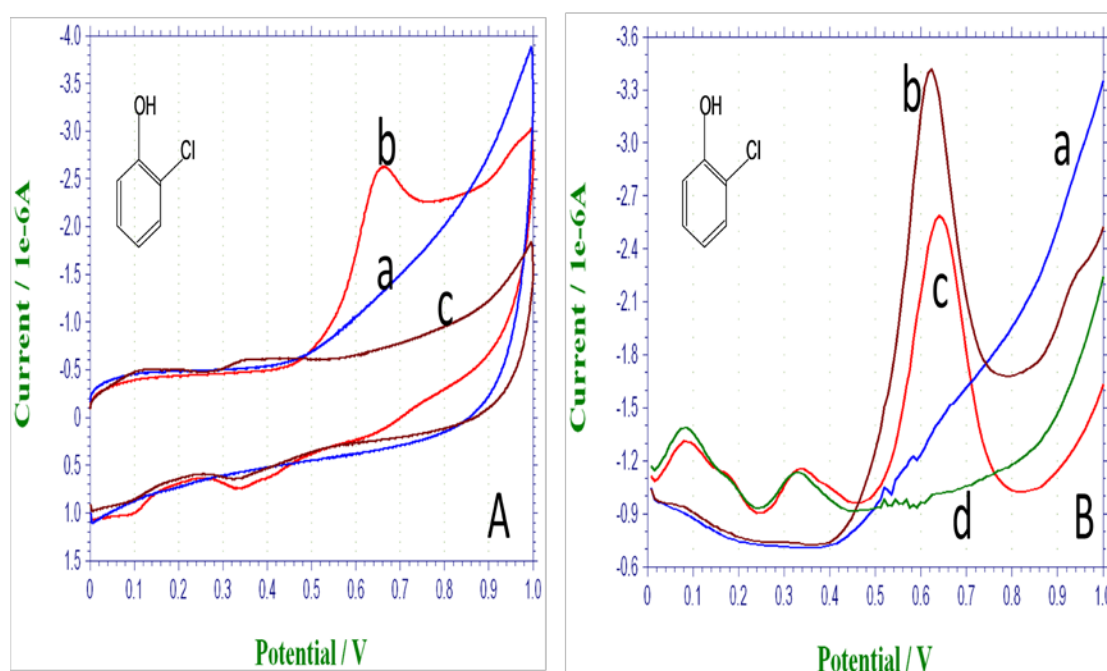 -4.0
-3.5
-3.0
-2.5
-2.0
-1.5
-1.0
-0.5
0
0.5
1.0
1.5
0 0.1 0.2 0.3 0.4 0.5 0.6 0.7 0.8 0.9 1.0
Current / 1e-6A
Potential / V
OH
Cl
b
a
c
A
-3.6
-3.3
-3.0
-2.7
-2.4
-2.1
-1.8
-1.5
-1.2
-0.9
-0.6
0 0.1 0.2 0.3 0.4 0.5 0.6 0.7 0.8 0.9 1.0
Current / 1e-6A
Potential / V
OH
Cl
b
a
c
d
B